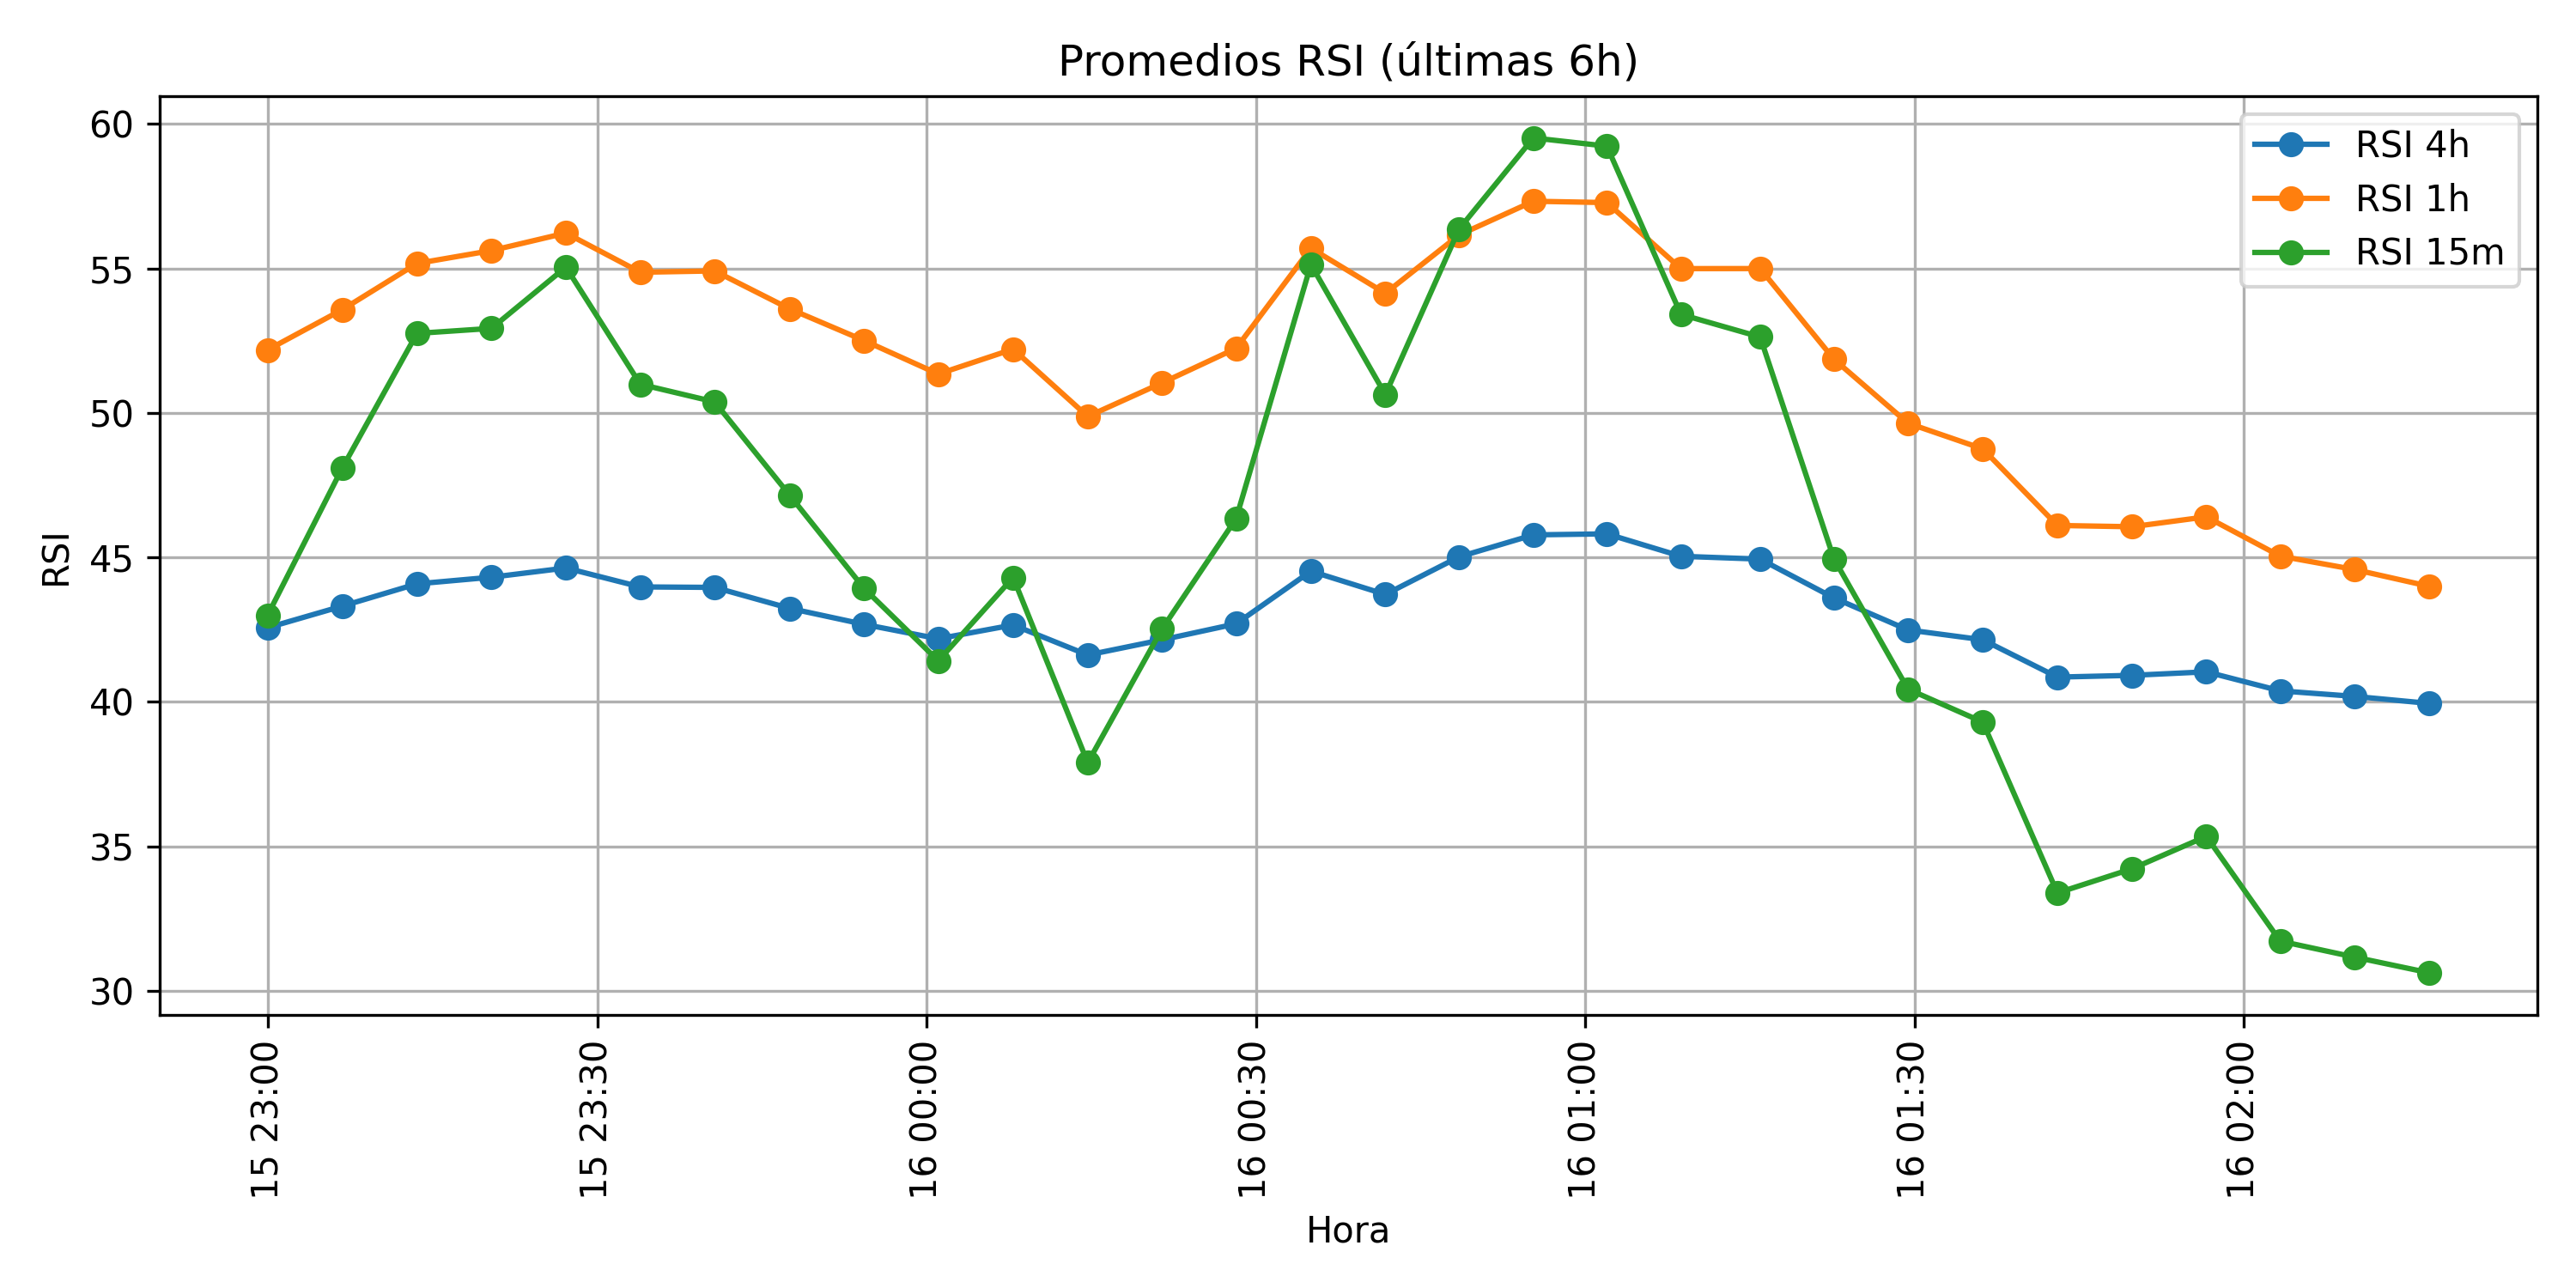 Promedios RSI (últimas 6h)
60
55
50
45
40
35
30
RSI
RSI 4h
RSI 1h
RSI 15m
15 23:00
15 23:30
16 00:00
16 00:30
16 01:00
16 01:30
16 02:00
Hora